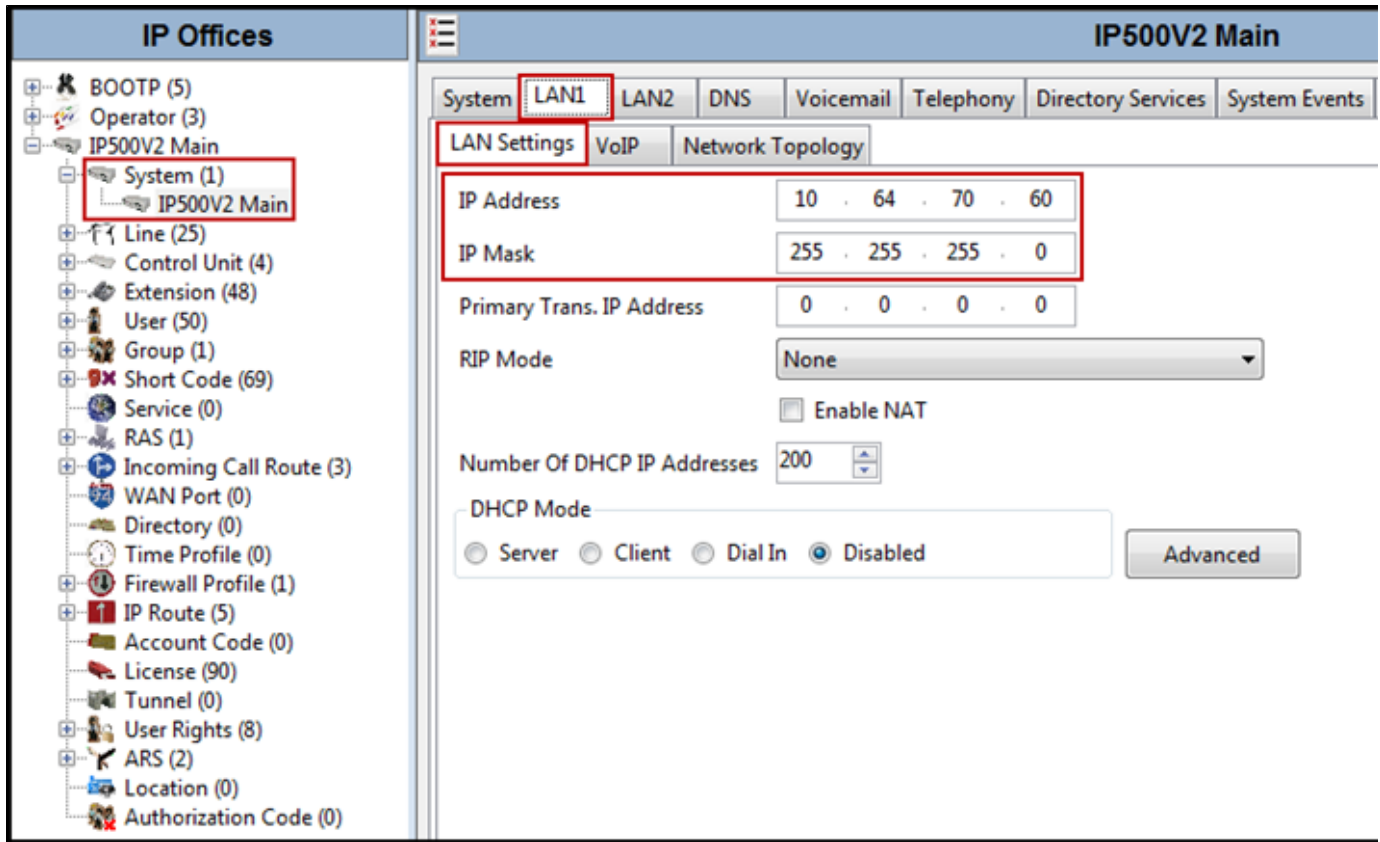 IP Offices
BOOTP (5)
Operator (3)
IP500V2 Main
System (1)
IP500V2 Main
Line (25)
Control Unit (4)
Extension (48)
User (50)
Group (1)
Short Code (69)
Service (0)
RAS (1)
Incoming Call Route (3)
WAN Port (0)
Directory (0)
Time Profile (0)
Firewall Profile (1)
IP Route (5)
Account Code (0)
License (90)
Tunnel (0)
User Rights (8)
ARS (2)
Location (0)
Authorization Code (0)
IP500V2 Main
System LAN1 LAN2 DNS Voicemail Telephony Directory Services System Events
LAN Settings VoIP Network Topology
IP Address 10 . 64 . 70 . 60
IP Mask 255 . 255 . 255 . 0
Primary Trans. IP Address 0 . 0 . 0 . 0
RIP Mode None
Enable NAT
Number Of DHCP IP Addresses 200
DHCP Mode
Server Client Dial In Disabled Advanced